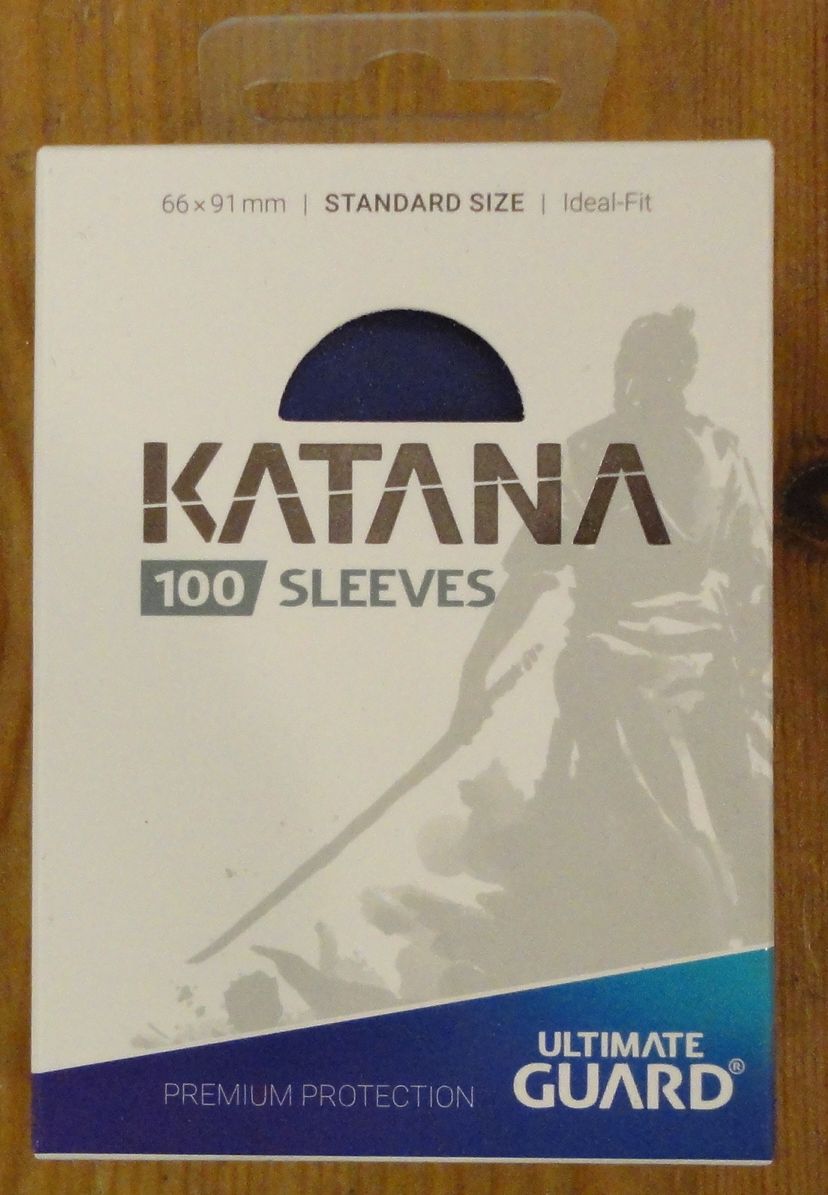 66×91mm | STANDARD SIZE | Ideal-Fit
KATANA
100 SLEEVES
ULTIMATE
PREMIUM PROTECTION GUARD®